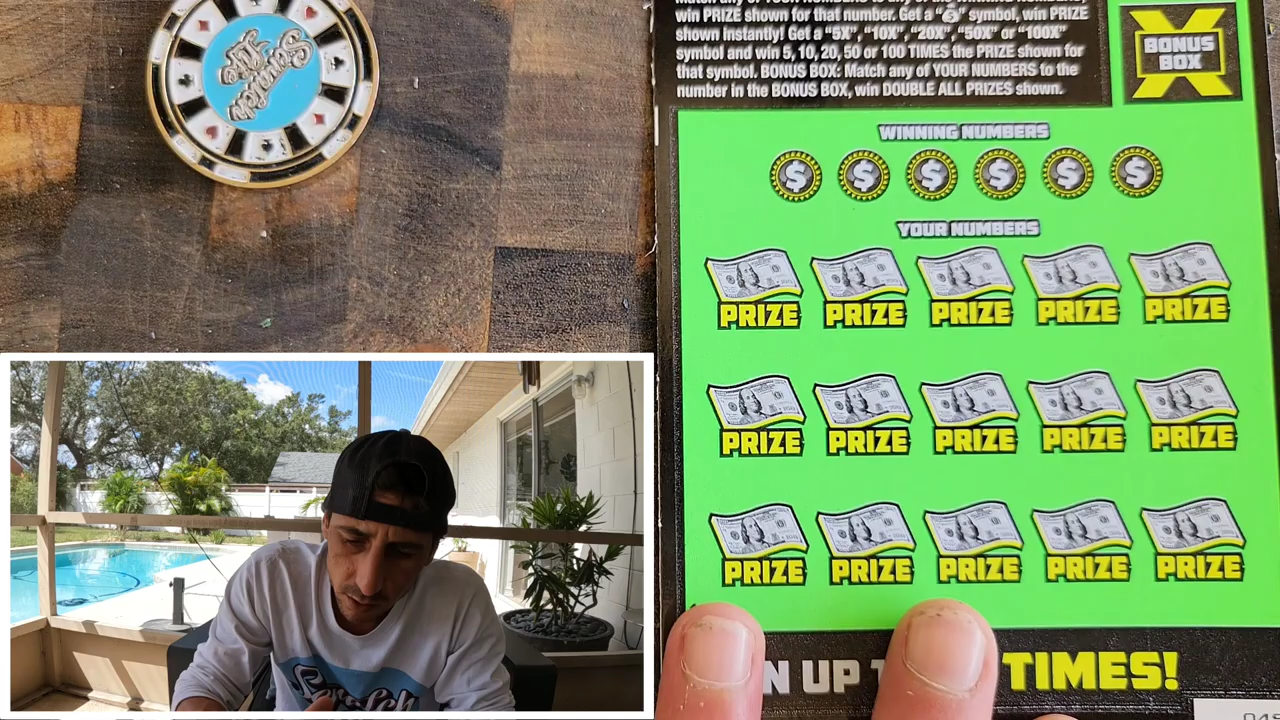 Scratch
Life
win PRIZE shown for that number. Get a "$" symbol, win PRIZE
shown instantly! Get a "5X", "10X", "20X", "50X" or "100X"
symbol and win 5, 10, 20, 50 or 100 TIMES the PRIZE shown for
that symbol. BONUS BOX: Match any of YOUR NUMBERS to the
number in the BONUS BOX, win DOUBLE ALL PRIZES shown.
BONUS
BOX
WINNING NUMBERS
$ $ $ $ $ $
YOUR NUMBERS
PRIZE PRIZE PRIZE PRIZE PRIZE
PRIZE PRIZE PRIZE PRIZE PRIZE
PRIZE PRIZE PRIZE PRIZE PRIZE
UP TIMES!
Scratch